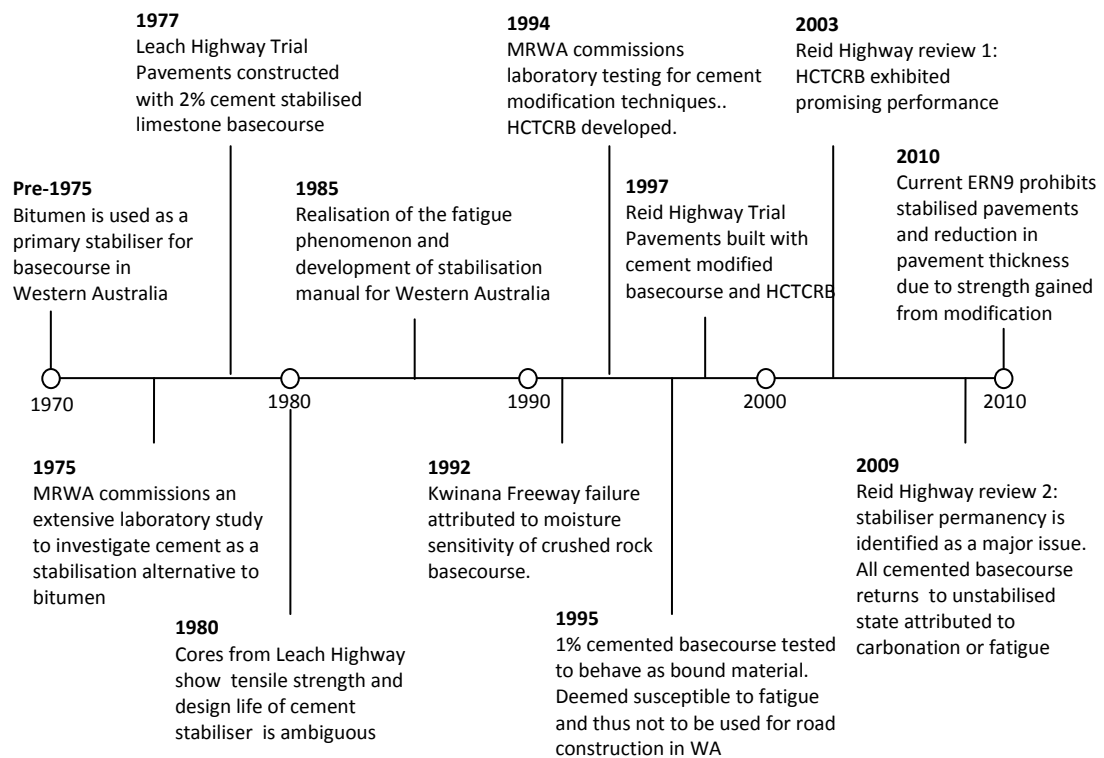 1977
Leach Highway Trial
Pavements constructed
with 2% cement stabilised
limestone basecourse
1994
MRWA commissions
laboratory testing for cement
modification techniques..
HCTCRB developed.
2003
Reid Highway review 1:
HCTCRB exhibited
promising performance
Pre-1975
Bitumen is used as a
primary stabiliser for
basecourse in
Western Australia
1985
Realisation of the fatigue
phenomenon and
development of stabilisation
manual for Western Australia
1997
Reid Highway Trial
Pavements built with
cement modified
basecourse and HCTCRB
2010
Current ERN9 prohibits
stabilised pavements
and reduction in
pavement thickness
due to strength gained
from modification
1970
1980
1990
2000
2010
1975
MRWA commissions an
extensive laboratory study
to investigate cement as a
stabilisation alternative to
bitumen
1980
Cores from Leach Highway
show tensile strength and
design life of cement
stabiliser is ambiguous
1992
Kwinana Freeway failure
attributed to moisture
sensitivity of crushed rock
basecourse.
1995
1% cemented basecourse tested
to behave as bound material.
Deemed susceptible to fatigue
and thus not to be used for road
construction in WA
2009
Reid Highway review 2:
stabiliser permanency is
identified as a major issue.
All cemented basecourse
returns to unstabilised
state attributed to
carbonation or fatigue